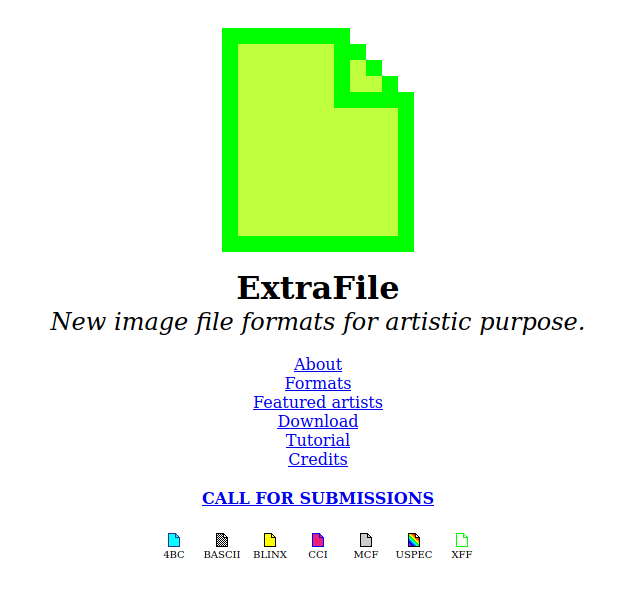 ExtraFile
New image file formats for artistic purpose.
About
Formats
Featured artists
Download
Tutorial
Credits
CALL FOR SUBMISSIONS
4BC BASCII BLINX CCI MCF USPEC XFF